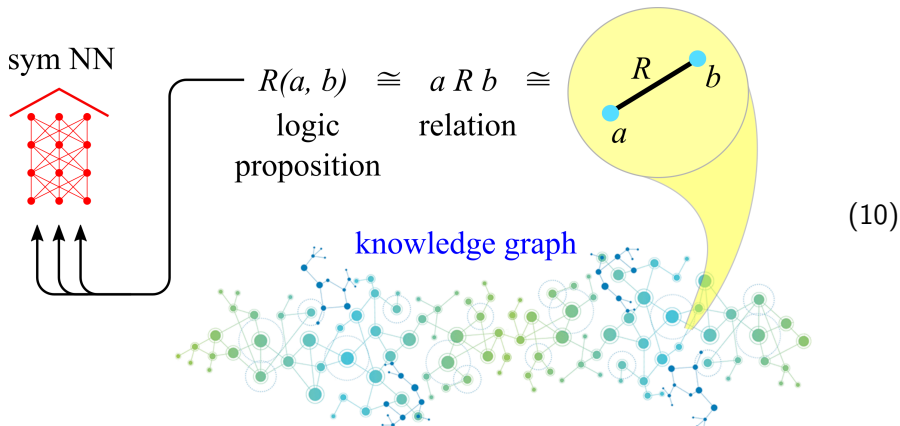 sym NN
R(a, b) ≅ a R b ≅
logic relation
proposition
R
a
b
knowledge graph
(10)